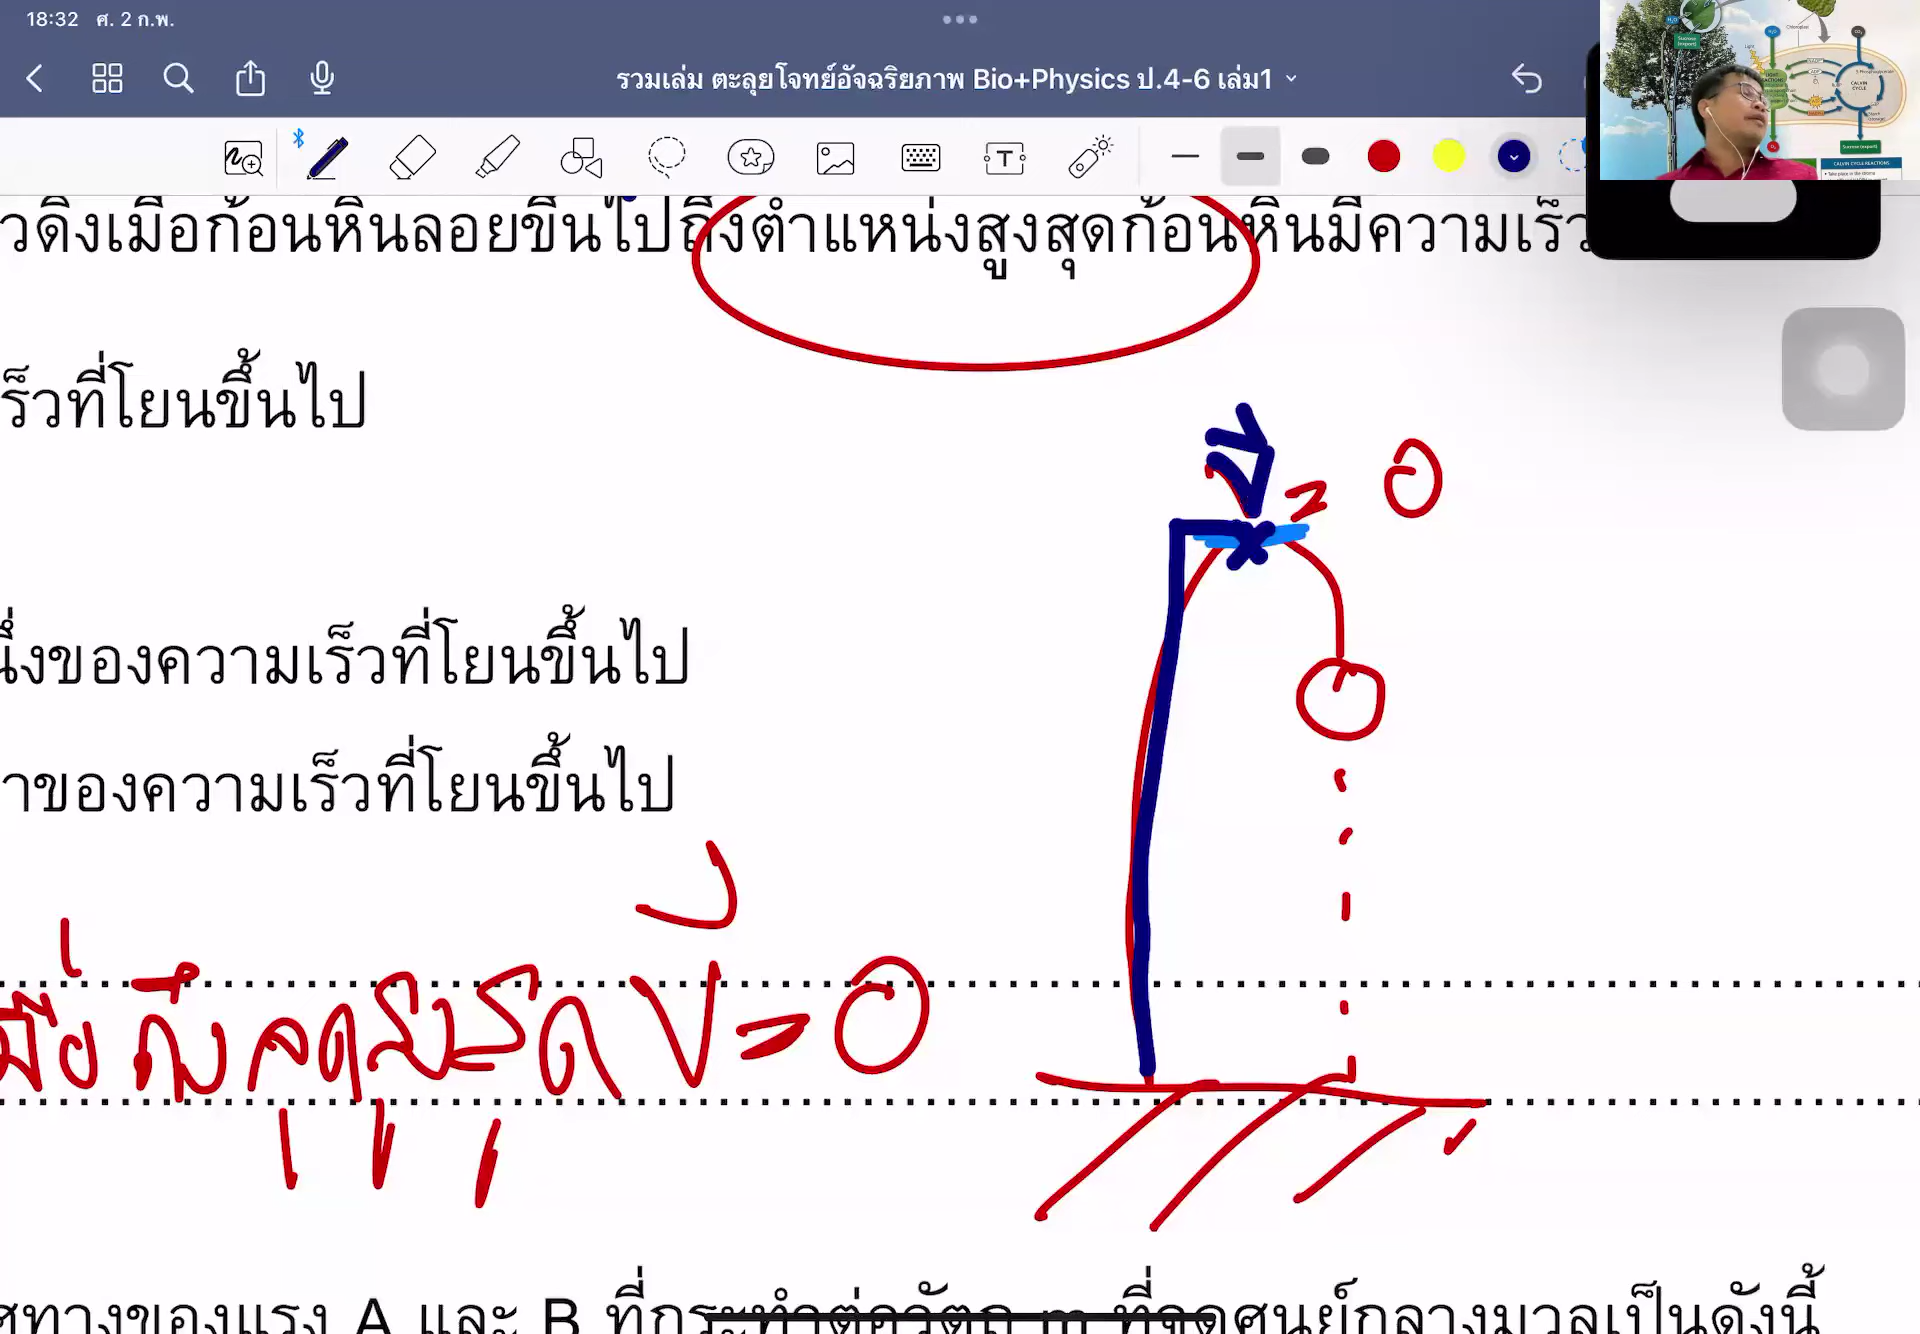 18:32 ศ. 2 ก.พ.
รวมเล่ม ตะลุยโจทย์อัจฉริยภาพ Bio+Physics ป.4-6 เล่ม1
วดิ่งเมื่อก้อนหินลอยขึ้นไปถึงตำแหน่งสูงสุดก้อนหินมีความเร็ว
ร็วที่โยนขึ้นไป
V = 0
นึ่งของความเร็วที่โยนขึ้นไป
าของความเร็วที่โยนขึ้นไป
มื่อ ถึง จุดสูงสุด V = 0
ศทางของแรง A และ B ที่กระทำต่อวัตถุ m ที่จุดศูนย์กลางมวลเป็นดังนี้